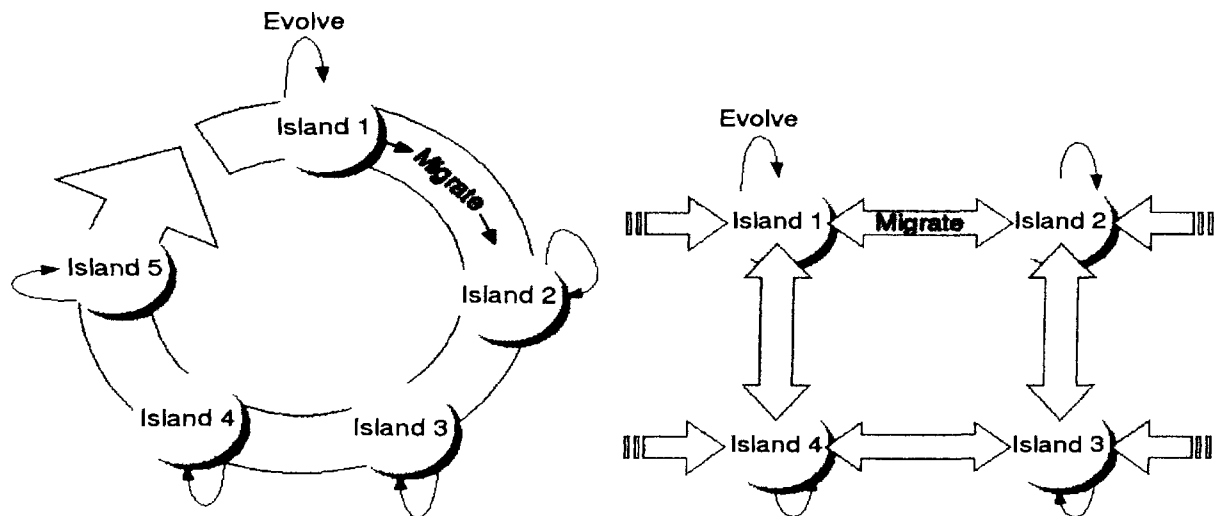 Evolve
Island 1
Migrate
Island 2
Island 3
Island 4
Island 5
Evolve
Island 1
Migrate
Island 2
Island 4
Island 3